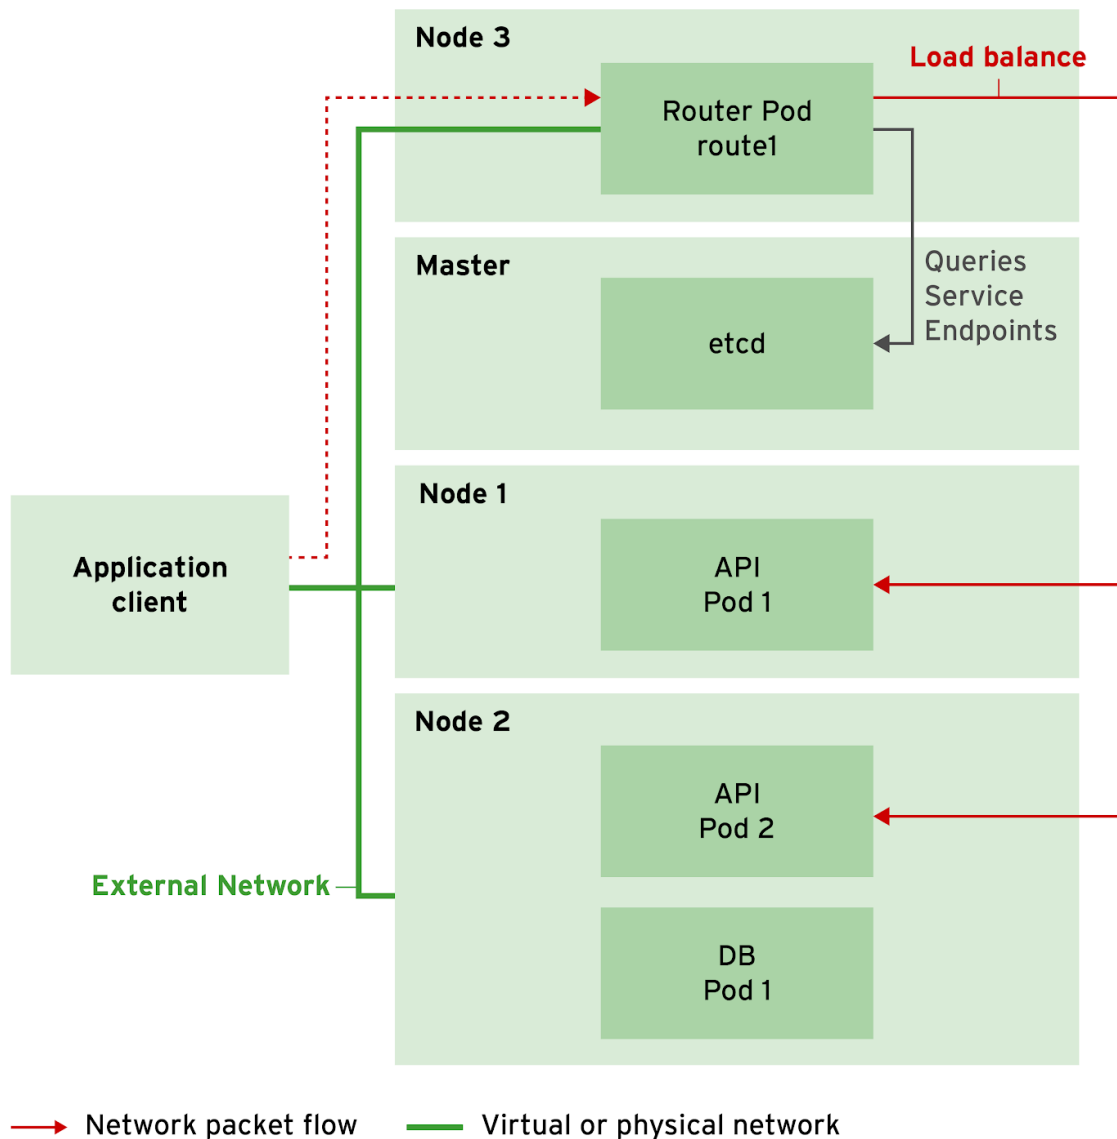 Node 3
Load balance
Router Pod
route1
Master
Queries
Service
Endpoints
etcd
Node 1
Application
client
API
Pod 1
Node 2
API
Pod 2
External Network
DB
Pod 1
Network packet flow
Virtual or physical network